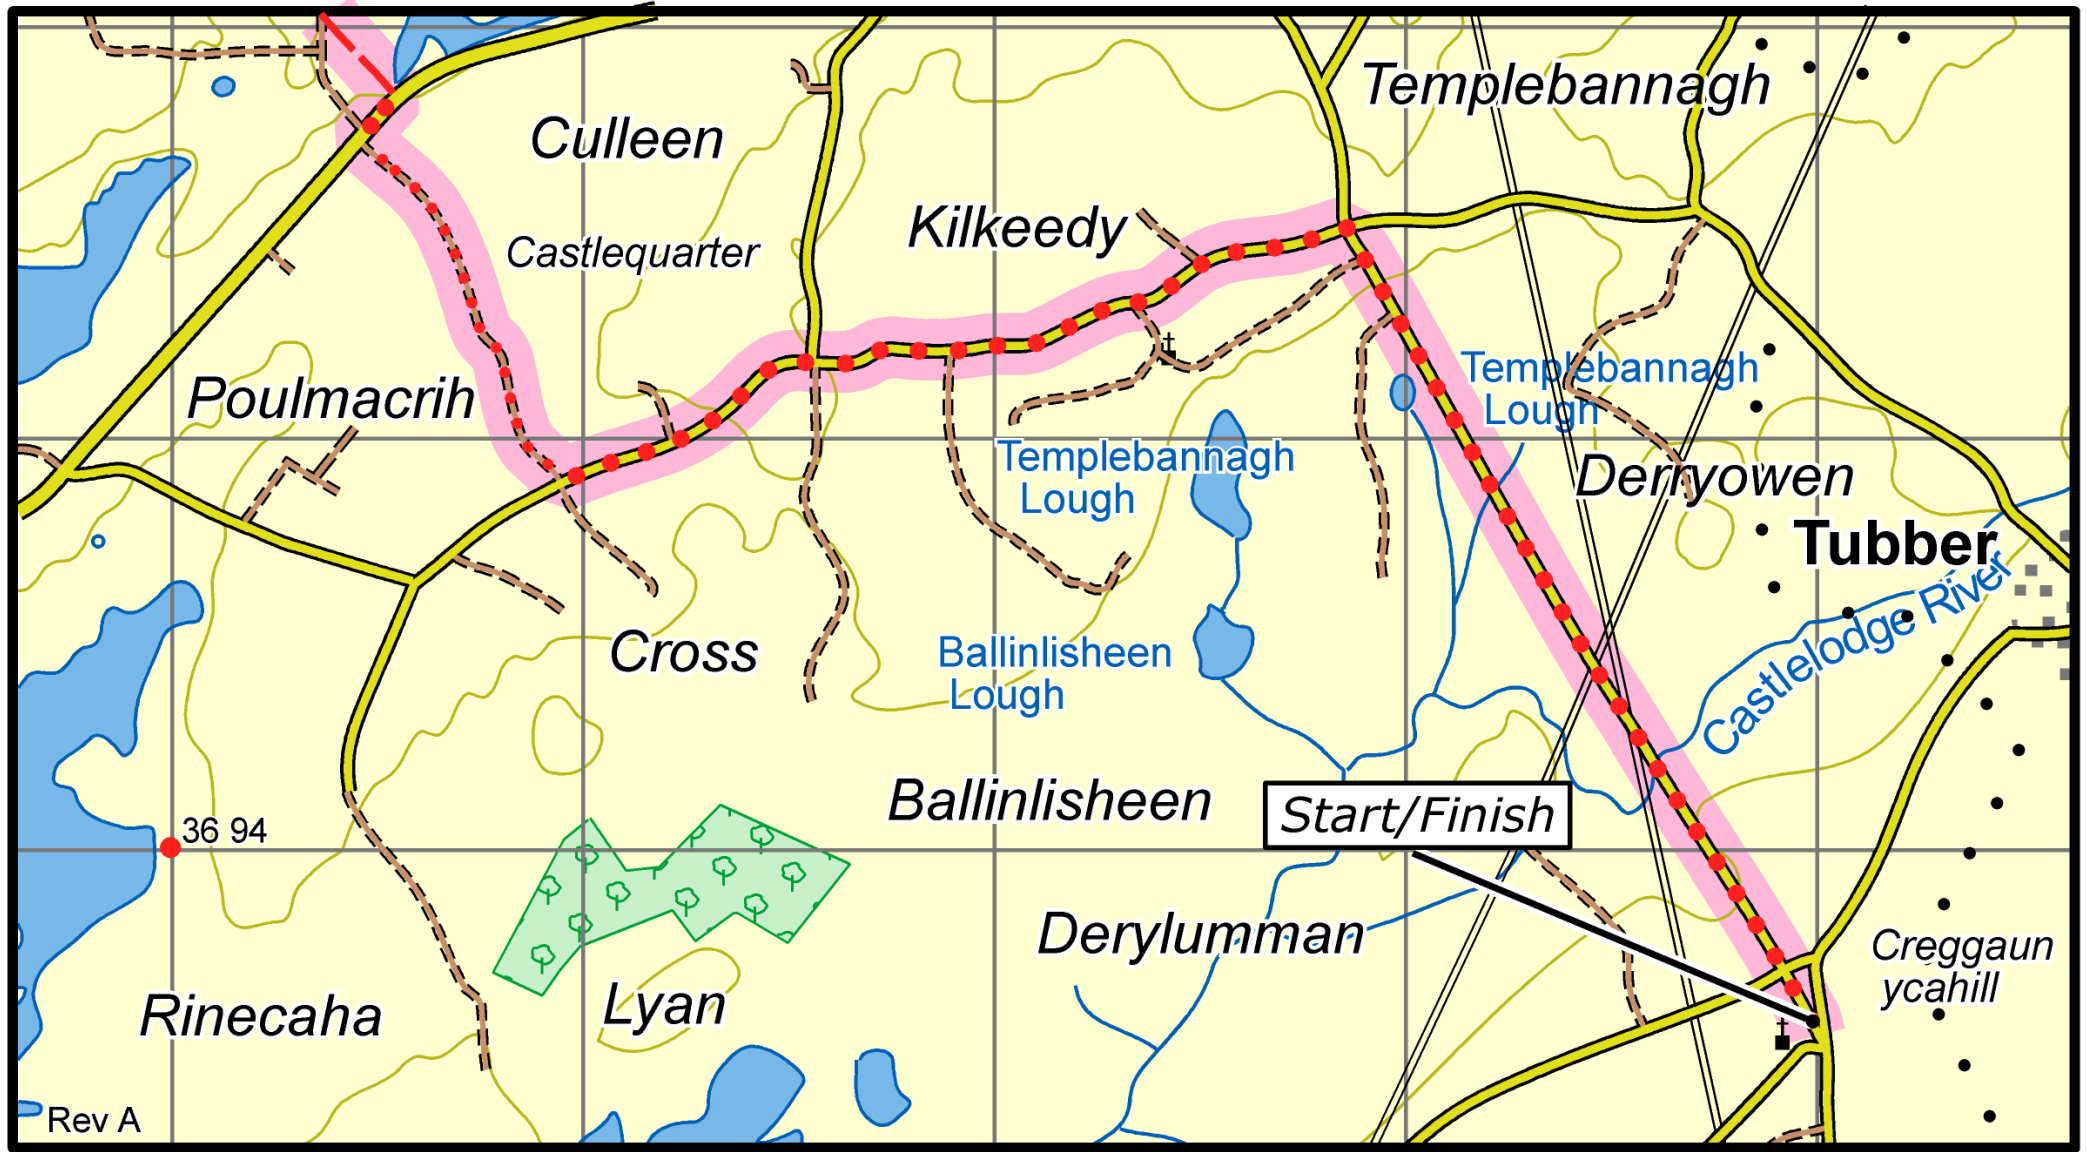 Templebannagh
Culleen
Kilkeedy
Castlequarter
Templebannagh
Lough
Poulmacrih
Templebannagh
Lough
Derryowen
Tubber
Castlelodge River
Cross
Ballinlisheen
Lough
Ballinlisheen
Start/Finish
36 94
Derylumman
Creggaun
ycahill
Rinecaha
Lyan
Rev A